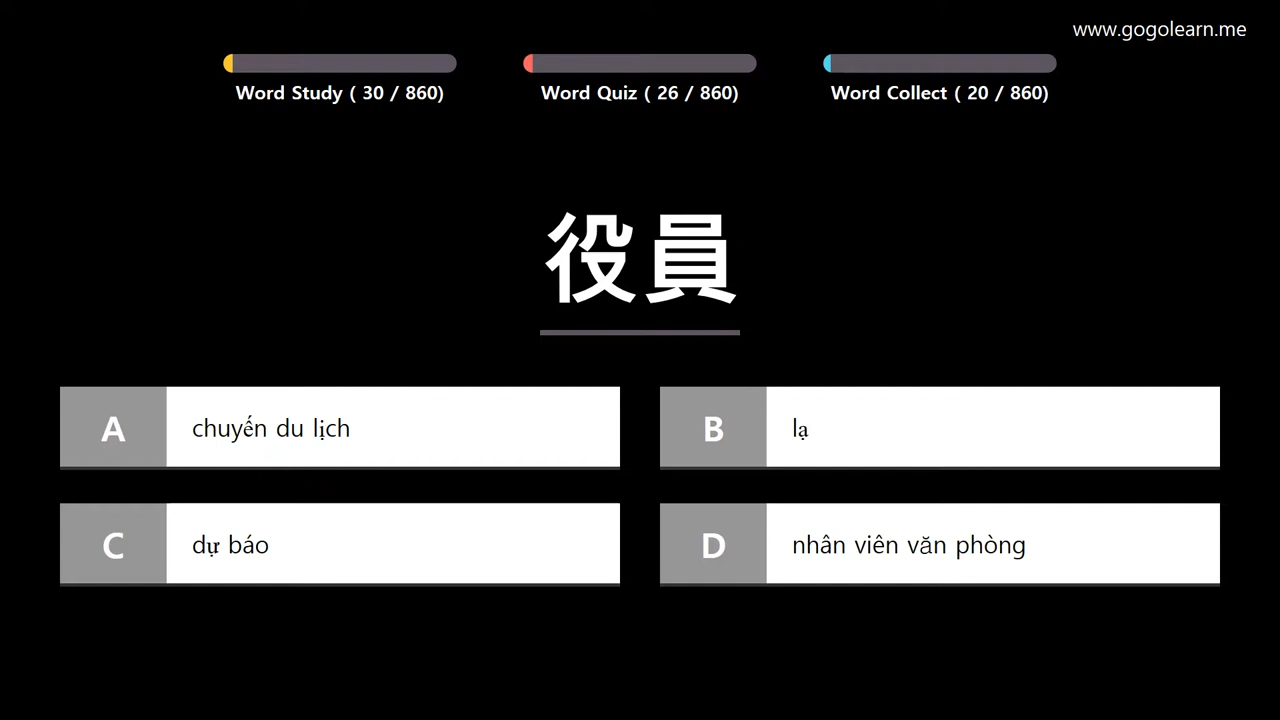 www.gogolearn.me
Word Study ( 30 / 860)
Word Quiz ( 26 / 860)
Word Collect ( 20 / 860)
役員
A
chuyến du lịch
B
lạ
C
dự báo
D
nhân viên văn phòng